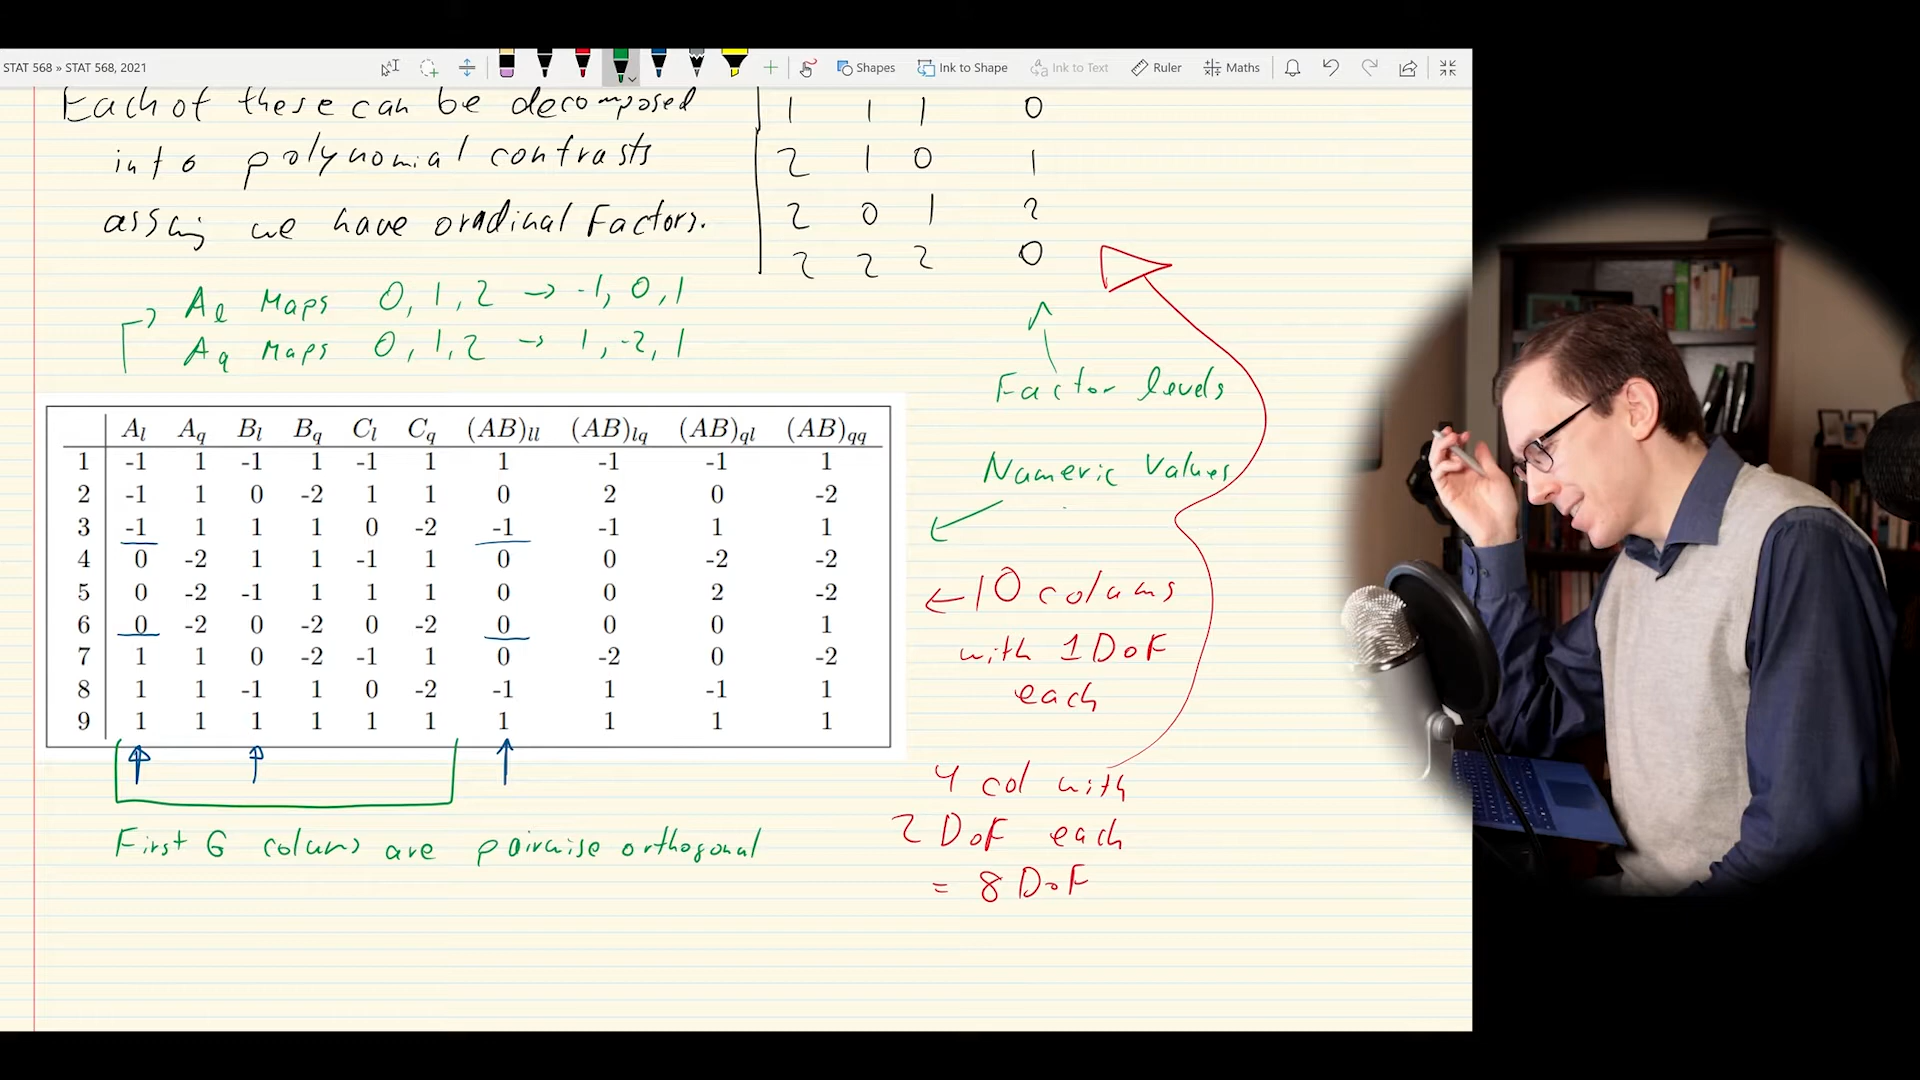 STAT 568 » STAT 568, 2021
Shapes
Ink to Shape
Ink to Text
Ruler
Maths
Each of these can be decomposed
into polynomial contrasts
we have oradinal Factors.
1 1 1 0
2 1 0 1
2 0 1 2
2 2 2 0
Al Maps 0, 1, 2 → -1, 0, 1
Aq Maps 0, 1, 2 → 1, -2, 1
Factor levels
Numeric Values
Al Aq Bl Bq Cl Cq (AB)ll (AB)lq (AB)ql (AB)qq
1 -1 1 -1 1 -1 1 1 -1 -1 1
2 -1 1 0 -2 1 1 0 2 0 -2
3 -1 1 1 1 0 -2 -1 -1 1 1
4 0 -2 1 1 -1 1 0 0 -2 -2
5 0 -2 -1 1 1 1 0 0 2 -2
6 0 -2 0 -2 0 -2 0 0 0 1
7 1 1 0 -2 -1 1 0 -2 0 -2
8 1 1 -1 1 0 -2 -1 1 -1 1
9 1 1 1 1 1 1 1 1 1 1
← 10 colums
with 1 DoF
each
4 col with
2 DoF each
= 8 DoF
First 6 colums are pairwise orthogonal